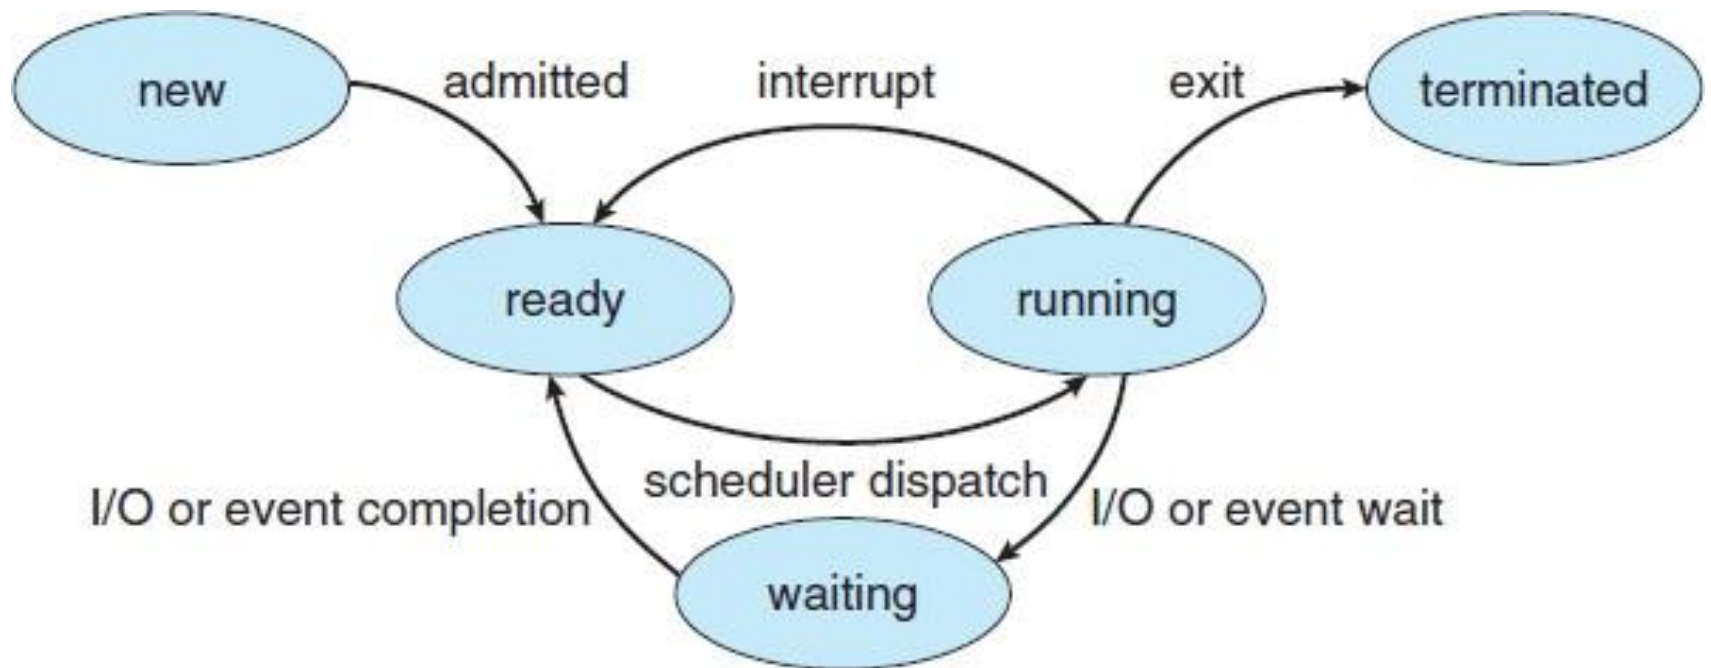 new
admitted
interrupt
exit
terminated
ready
running
scheduler dispatch
I/O or event completion
I/O or event wait
waiting